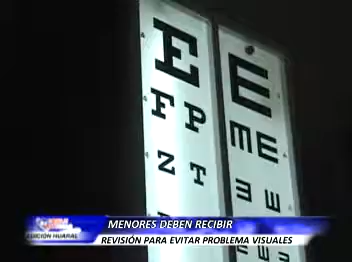 E
F P
Z T
E
m E
MENORES DEBEN RECIBIR
REVISIÓN PARA EVITAR PROBLEMA VISUALES
EDICIÓN HUARAL